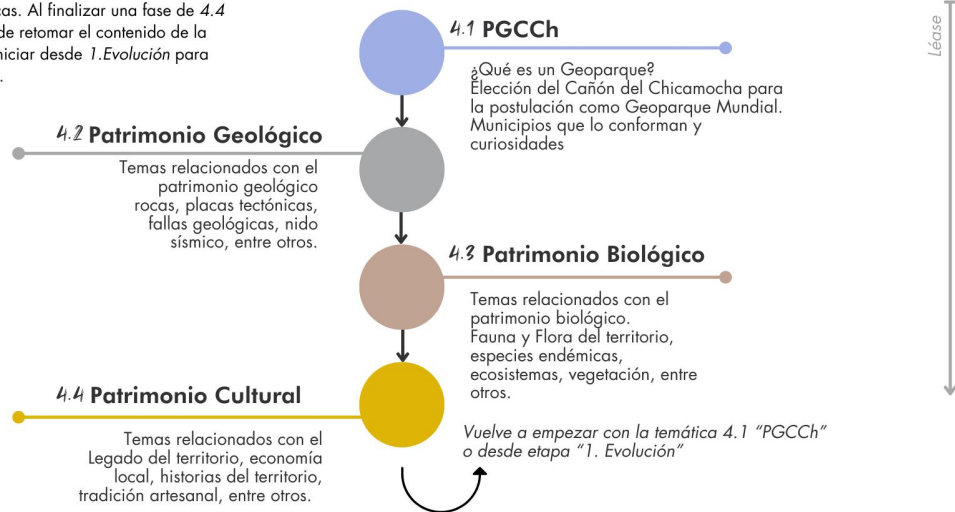 cas. Al finalizar una fase de 4.4
de retomar el contenido de la
niciar desde 1.Evolución para
.
4.1 PGCCh
¿Qué es un Geoparque?
Elección del Cañón del Chicamocha para
la postulación como Geoparque Mundial.
Municipios que lo conforman y
curiosidades
4.2 Patrimonio Geológico
Temas relacionados con el
patrimonio geológico
rocas, placas tectónicas,
fallas geológicas, nido
sísmico, entre otros.
4.3 Patrimonio Biológico
Temas relacionados con el
patrimonio biológico.
Fauna y Flora del territorio,
especies endémicas,
ecosistemas, vegetación, entre
otros.
4.4 Patrimonio Cultural
Temas relacionados con el
Legado del territorio, economía
local, historias del territorio,
tradición artesanal, entre otros.
Vuelve a empezar con la temática 4.1 “PGCCh”
o desde etapa “1. Evolución”
Léase